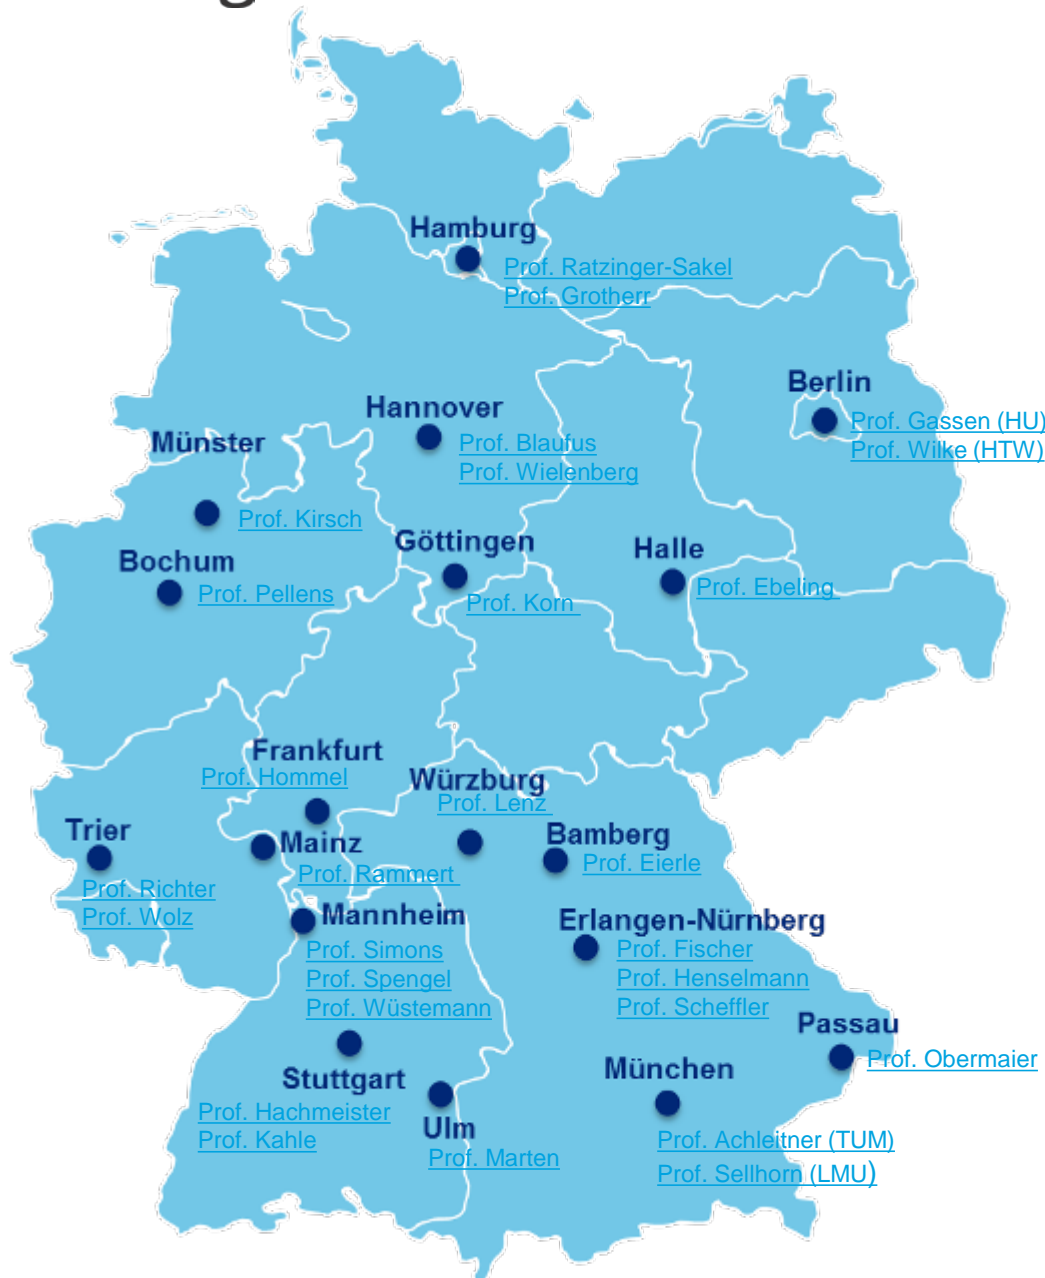 Hamburg
Prof. Ratzinger-Sakel
Prof. Grotherr
Berlin
Prof. Gassen (HU)
Prof. Wilke (HTW)
Hannover
Prof. Blaufus
Prof. Wielenberg
Münster
Prof. Kirsch
Göttingen
Prof. Korn
Halle
Prof. Ebeling
Bochum
Prof. Pellens
Frankfurt
Prof. Hommel
Würzburg
Prof. Lenz
Trier
Prof. Richter
Prof. Wolz
Mainz
Prof. Rammert
Bamberg
Prof. Eierle
Mannheim
Prof. Simons
Prof. Spengel
Prof. Wüstemann
Erlangen-Nürnberg
Prof. Fischer
Prof. Henselmann
Prof. Scheffler
Passau
Prof. Obermaier
Stuttgart
Prof. Hachmeister
Prof. Kahle
Ulm
Prof. Marten
München
Prof. Achleitner (TUM)
Prof. Sellhorn (LMU)